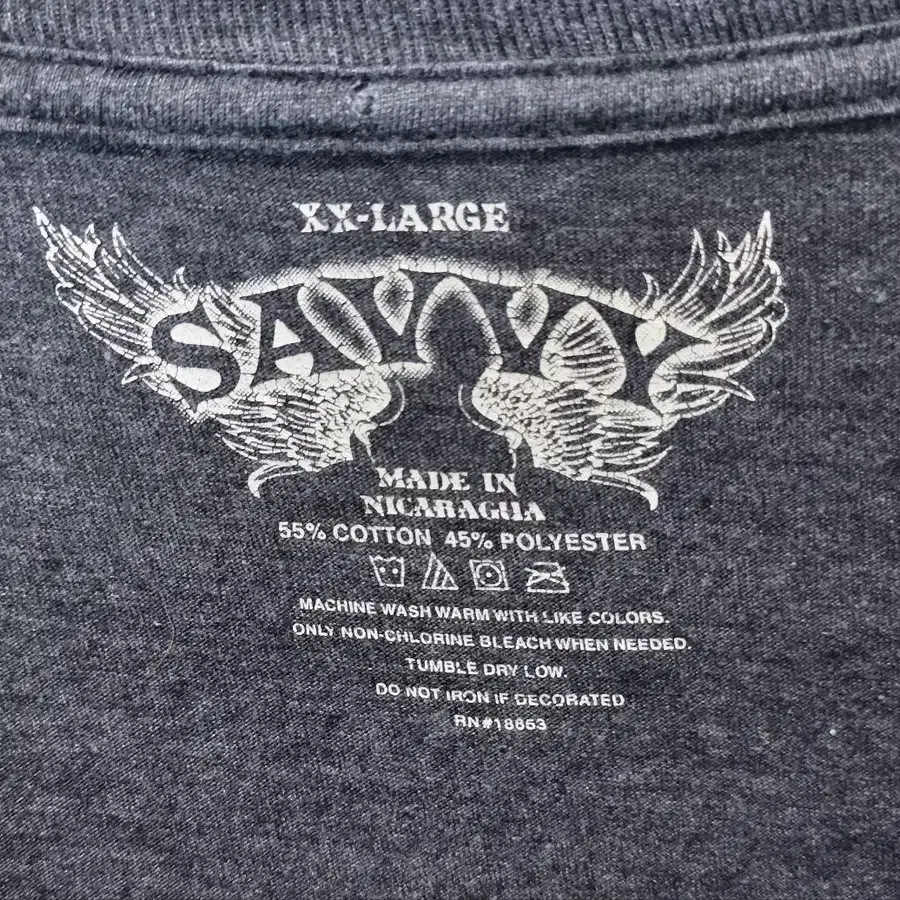 XX-LARGE
SAVVY
MADE IN
NICARAGUA
55% COTTON 45% POLYESTER
MACHINE WASH WARM WITH LIKE COLORS.
ONLY NON-CHLORINE BLEACH WHEN NEEDED.
TUMBLE DRY LOW.
DO NOT IRON IF DECORATED
RN#18653